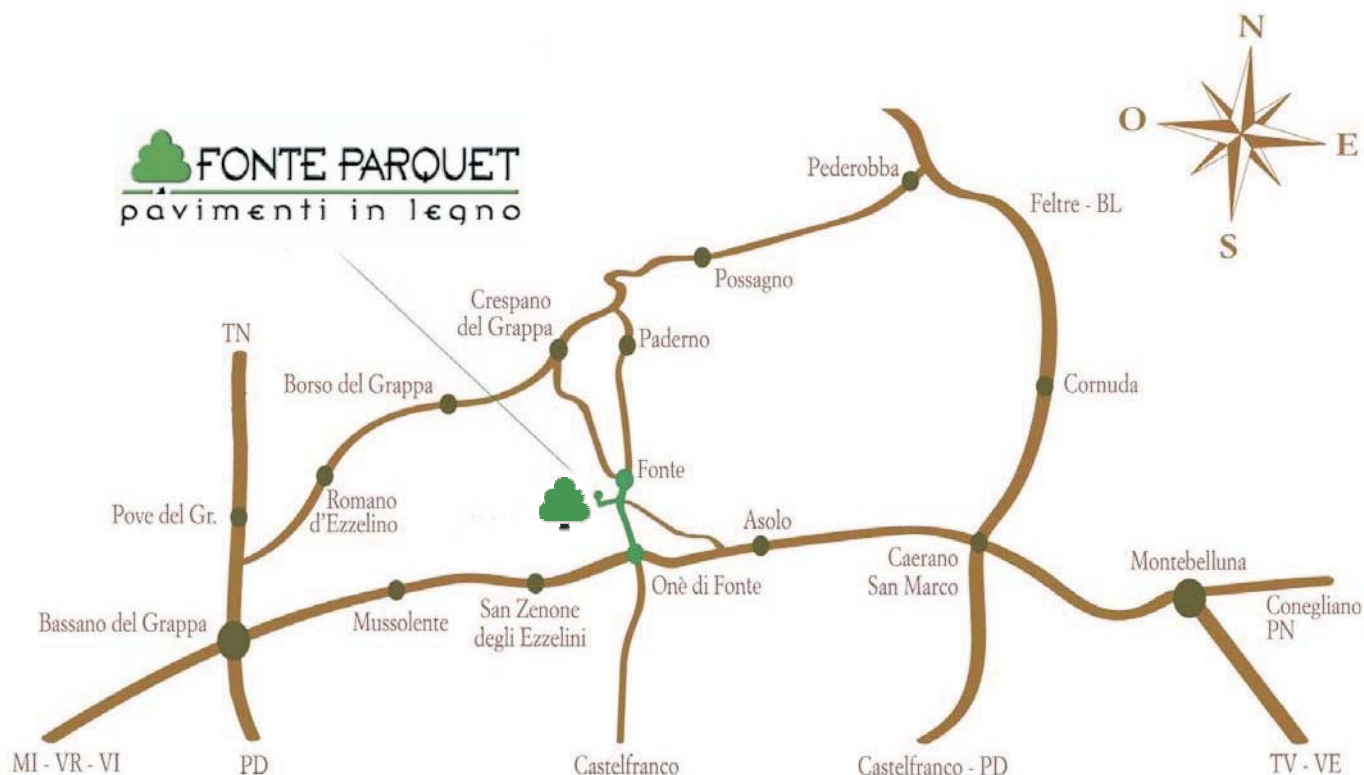 N
O
E
S
FONTE PARQUET
pavimenti in legno
Pederobba
Feltre - BL
Possagno
Crespano
del Grappa
Paderno
TN
Borso del Grappa
Cornuda
Fonte
Pove del Gr.
Romano
d'Ezzelino
Asolo
Caerano
San Marco
Montebelluna
Onè di Fonte
Conegliano
PN
Bassano del Grappa
Mussolente
San Zenone
degli Ezzelini
MI - VR - VI
PD
Castelfranco
Castelfranco - PD
TV - VE